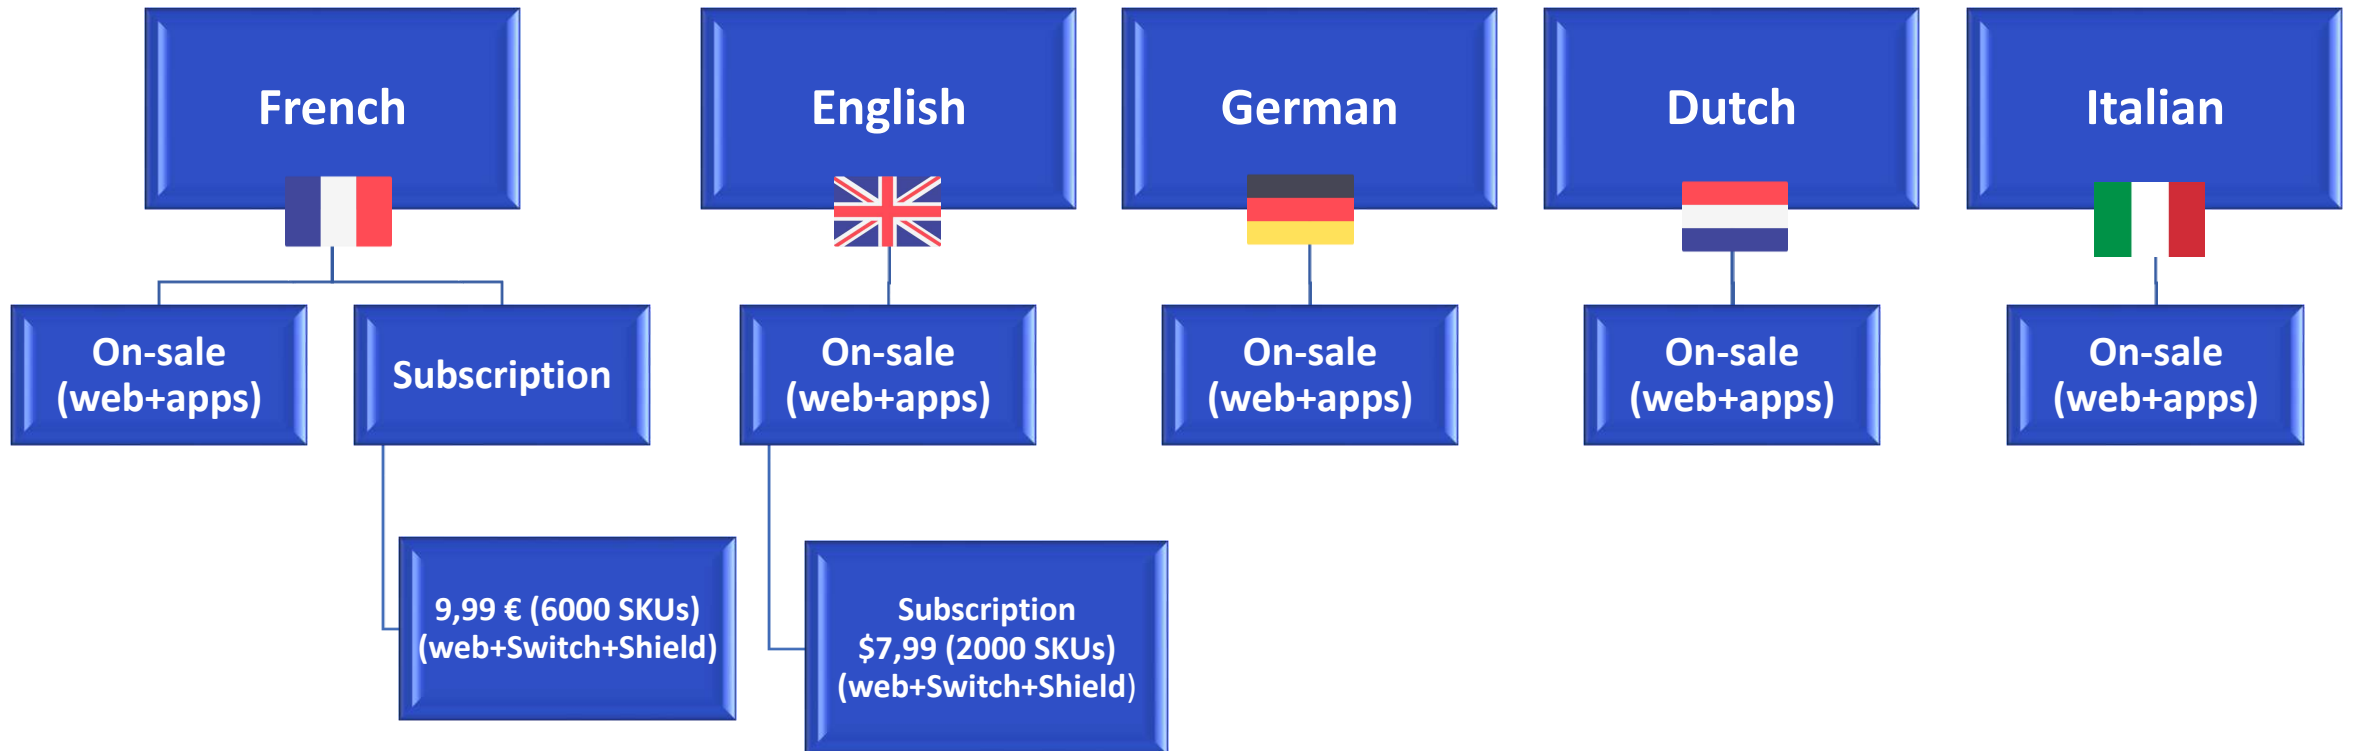 French
English
German
Dutch
Italian
On-sale
(web+apps)
Subscription
On-sale
(web+apps)
On-sale
(web+apps)
On-sale
(web+apps)
On-sale
(web+apps)
9,99 € (6000 SKUs)
(web+Switch+Shield)
Subscription
$7,99 (2000 SKUs)
(web+Switch+Shield)